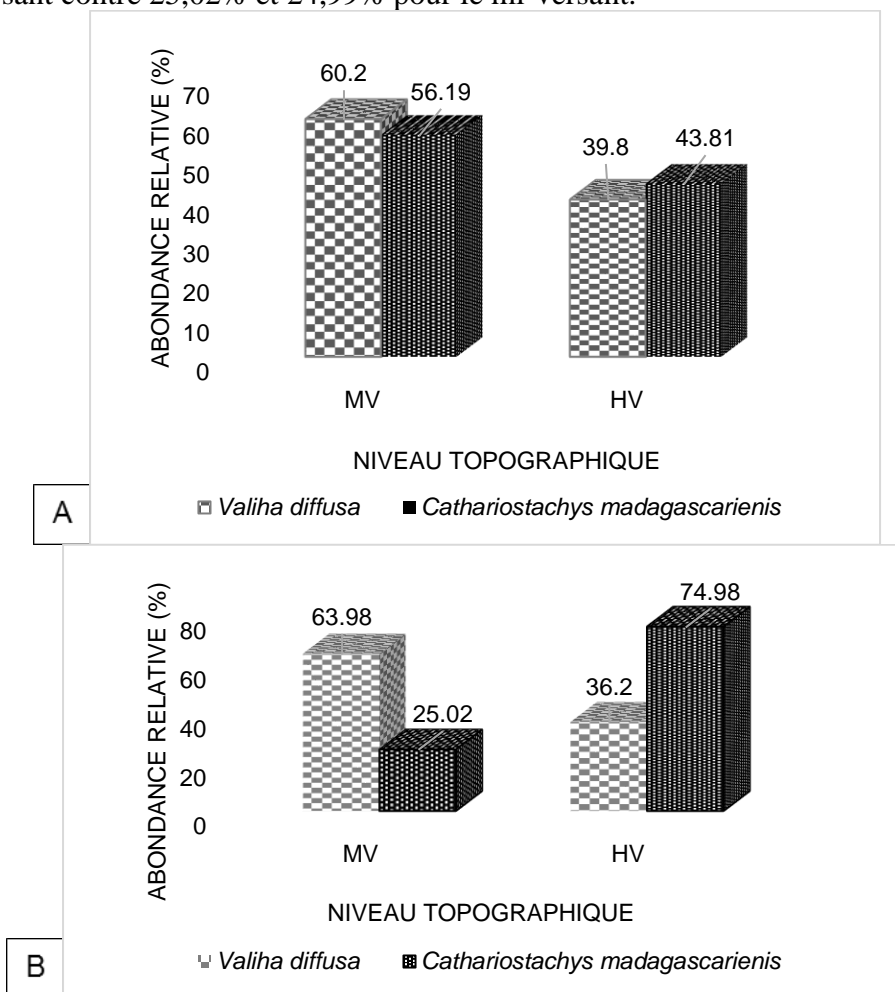 contre et 24,99% pour le mi-versant.
ABONDANCE RELATIVE (%)
70
60
50
40
30
20
10
0
60.2
56.19
39.8
43.81
MV
HV
NIVEAU TOPOGRAPHIQUE
Valiha diffusa
Cathariostachys madagascarienis
A
ABONDANCE RELATIVE (%)
80
60
40
20
0
63.98
25.02
36.2
74.98
MV
HV
NIVEAU TOPOGRAPHIQUE
Valiha diffusa
Cathariostachys madagascarienis
B